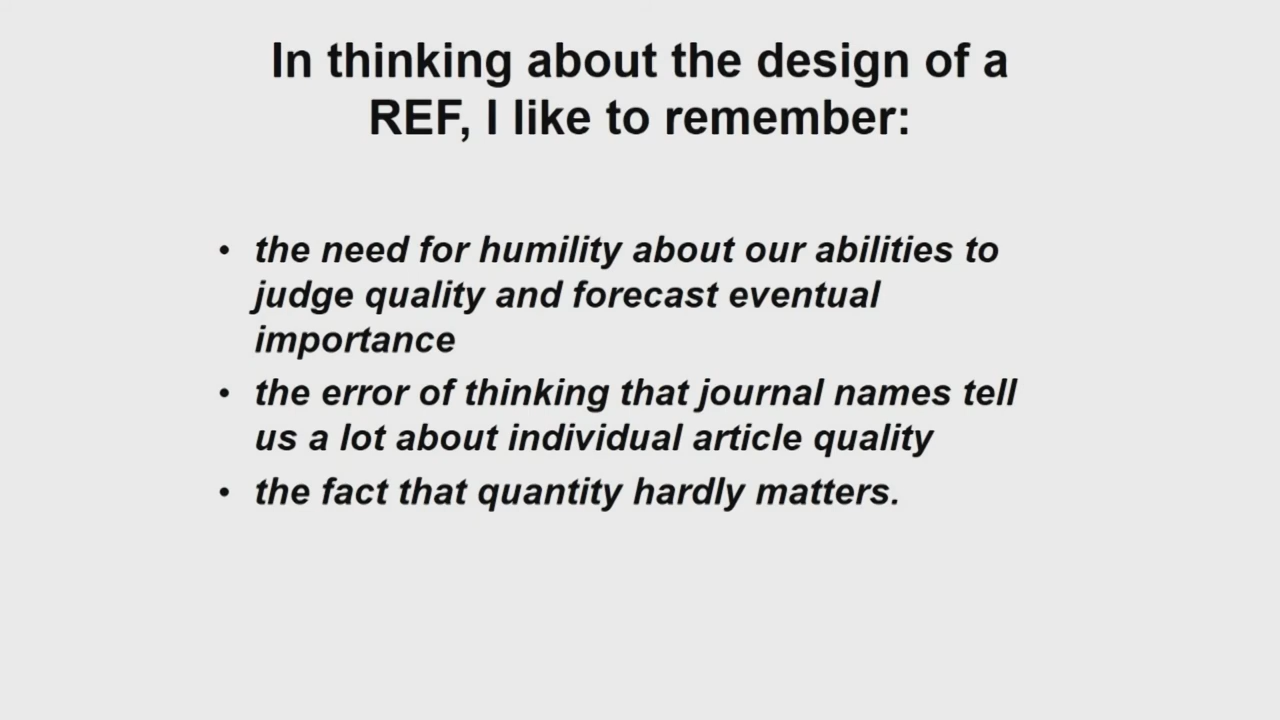 In thinking about the design of a
REF, I like to remember:
• the need for humility about our abilities to
judge quality and forecast eventual
importance
• the error of thinking that journal names tell
us a lot about individual article quality
• the fact that quantity hardly matters.